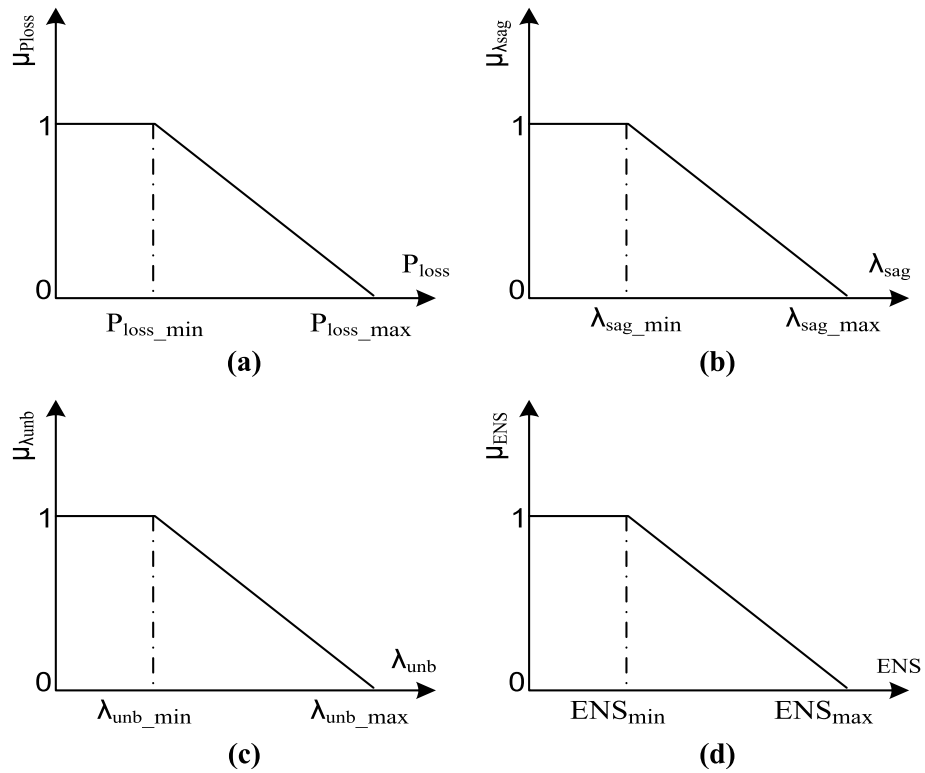 μPloss
1
0
Ploss
Ploss_min
Ploss_max
(a)
μλsag
1
0
λsag
λsag_min
λsag_max
(b)
μλunb
1
0
λunb
λunb_min
λunb_max
(c)
μENS
1
0
ENS
ENSmin
ENSmax
(d)